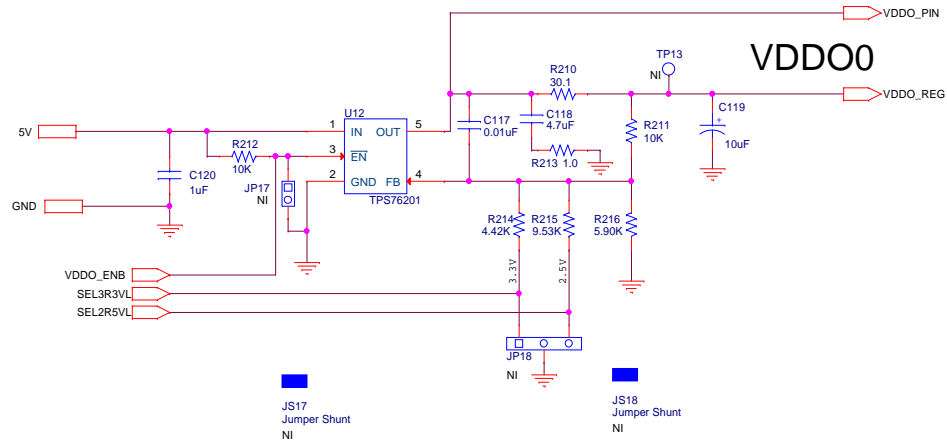 VDDO_PIN
VDDO0
TP13
NI
R210
30.1
VDDO_REG
C119
+
10uF
U12
C117
0.01uF
C118
4.7uF
R211
10K
5V
1 IN OUT 5
R212
10K
3 EN
R213 1.0
C120
1uF
JP17
NI
2 GND FB 4
TPS76201
GND
R214
4.42K
R215
9.53K
R216
5.90K
3.3V
2.5V
VDDO_ENB
SEL3R3VL
SEL2R5VL
JP18
NI
JS17
Jumper Shunt
NI
JS18
Jumper Shunt
NI